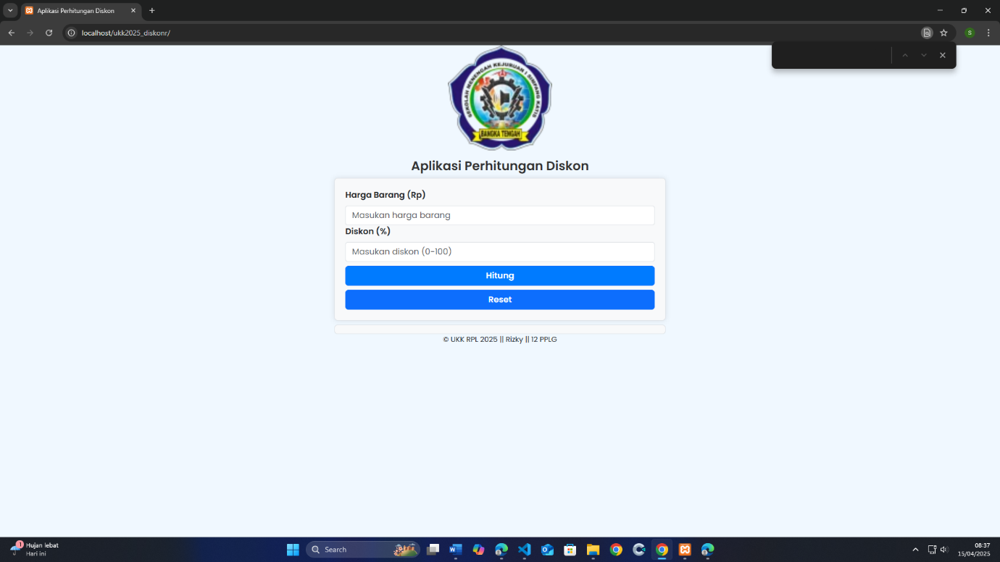 Aplikasi Perhitungan Diskon
localhost/ukk2025_diskonr/
S
SEKOLAH MENENGAH KEJURUAN 1 SIMPANG KATIS
BANGKA TENGAH
Aplikasi Perhitungan Diskon
Harga Barang (Rp)
Masukan harga barang
Diskon (%)
Masukan diskon (0-100)
Hitung
Reset
© UKK RPL 2025 || Rizky || 12 PPLG
1
Hujan lebat
Hari ini
Search
08:37
15/04/2025